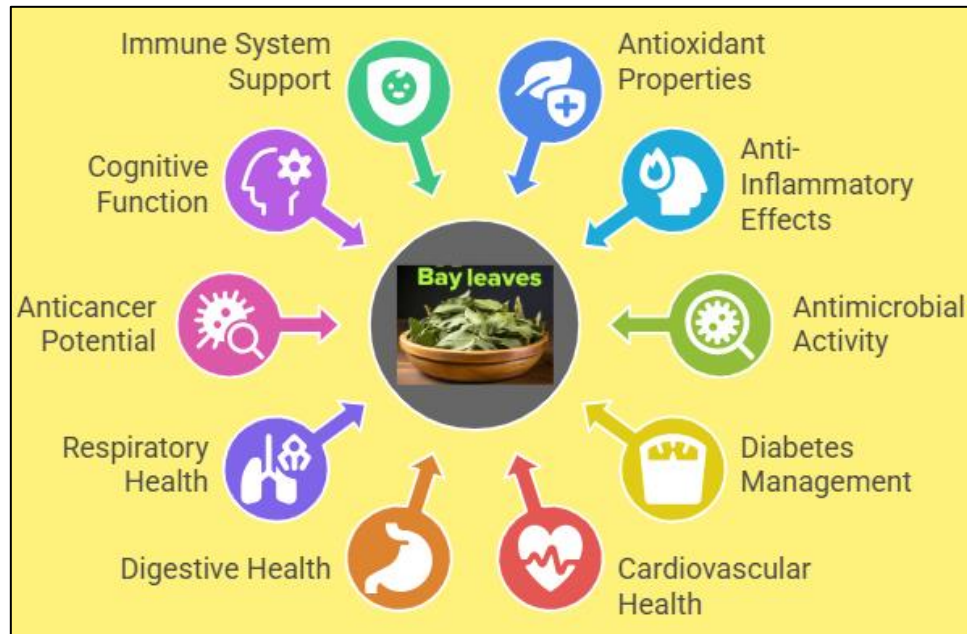 Immune System
Support
Antioxidant
Properties
Cognitive
Function
Anti-
Inflammatory
Effects
Bay leaves
Anticancer
Potential
Antimicrobial
Activity
Respiratory
Health
Diabetes
Management
Digestive Health
Cardiovascular
Health